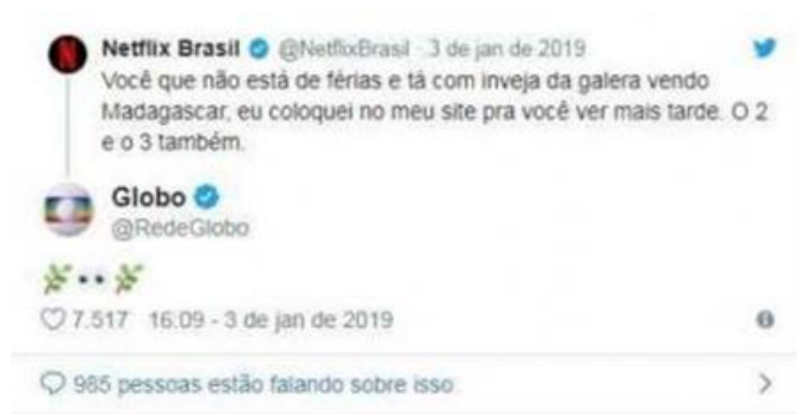 Netflix Brasil @NetflixBrasil · 3 de jan de 2019
Você que não está de férias e tá com inveja da galera vendo
Madagascar, eu coloquei no meu site pra você ver mais tarde. O 2
e o 3 também.
Globo
@RedeGlobo
🌿👀🌿
7.517 16:09 - 3 de jan de 2019
985 pessoas estão falando sobre isso